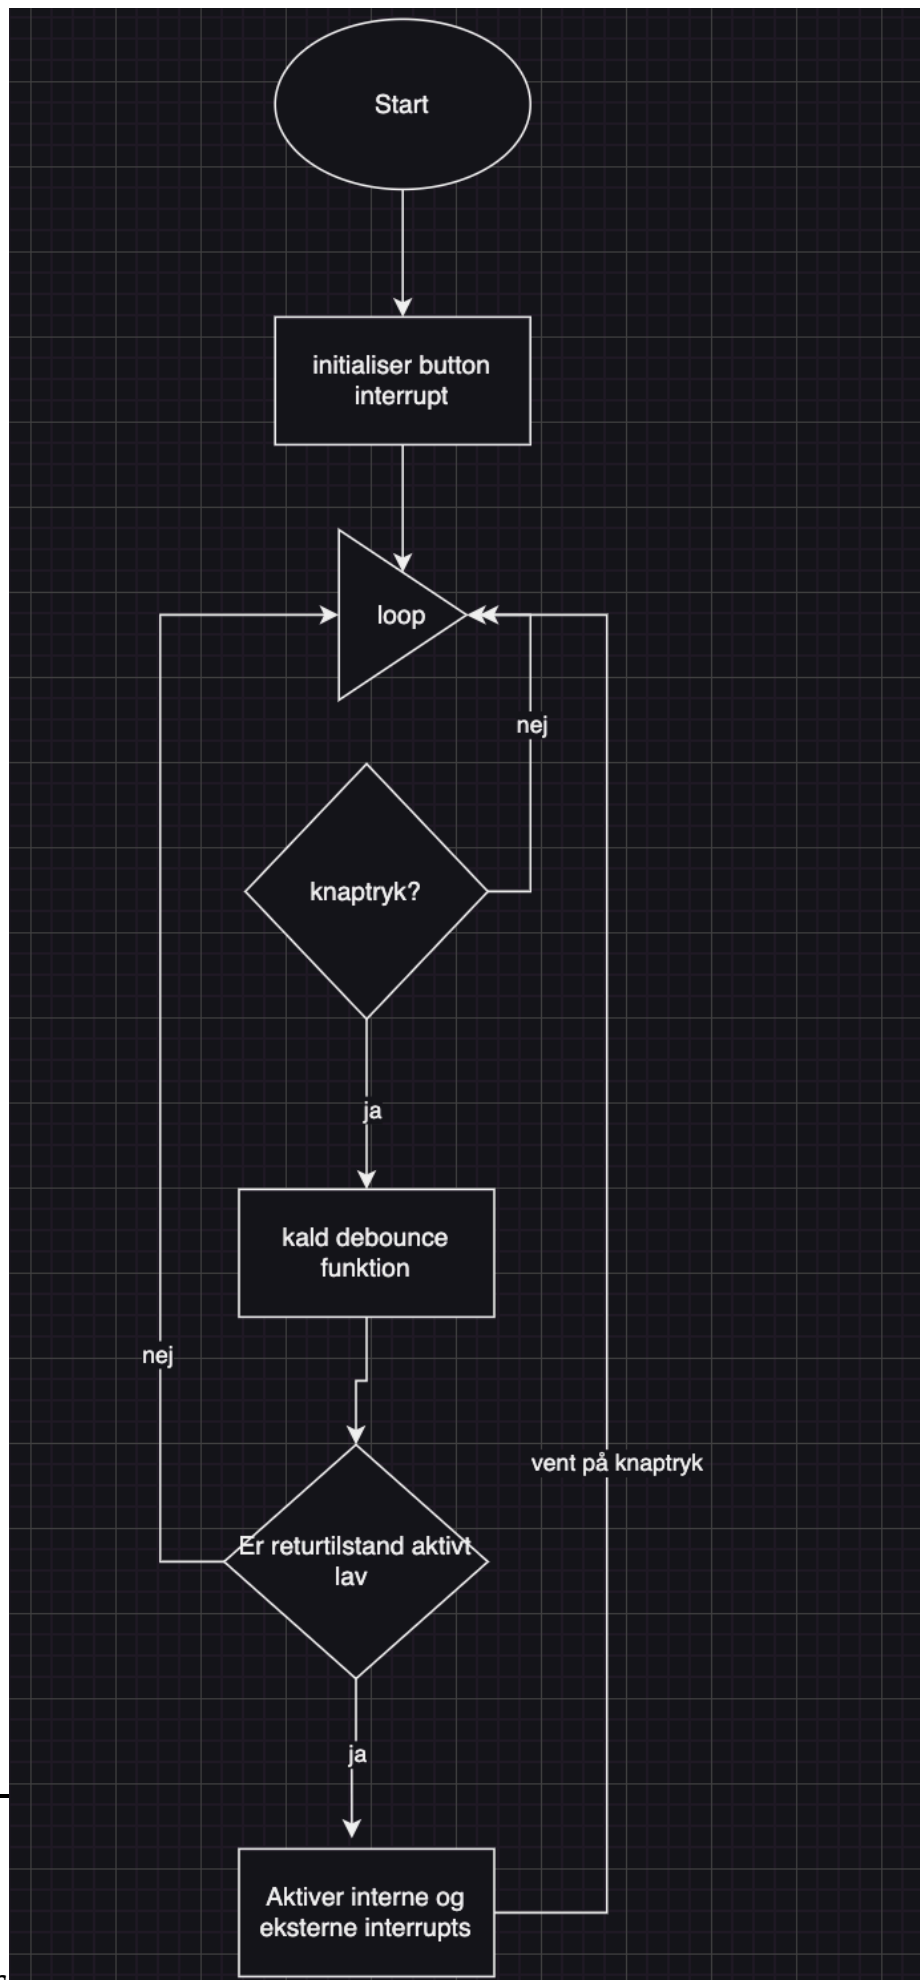 Start
initialiser button
interrupt
loop
nej
knaptryk?
ja
kald debounce
funktion
nej
vent på knaptryk
Er returtilstand aktivt
lav
ja
Aktiver interne og
eksterne interrupts